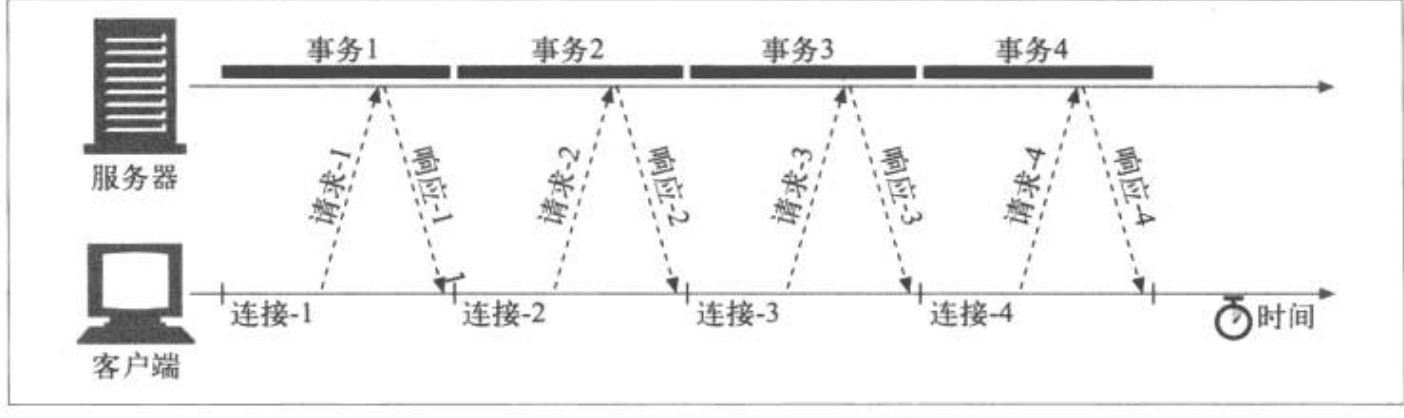 事务1 事务2 事务3 事务4
服务器
请求-1 响应-1 请求-2 响应-2 请求-3 响应-3 请求-4 响应-4
连接-1 连接-2 连接-3 连接-4
时间
客户端